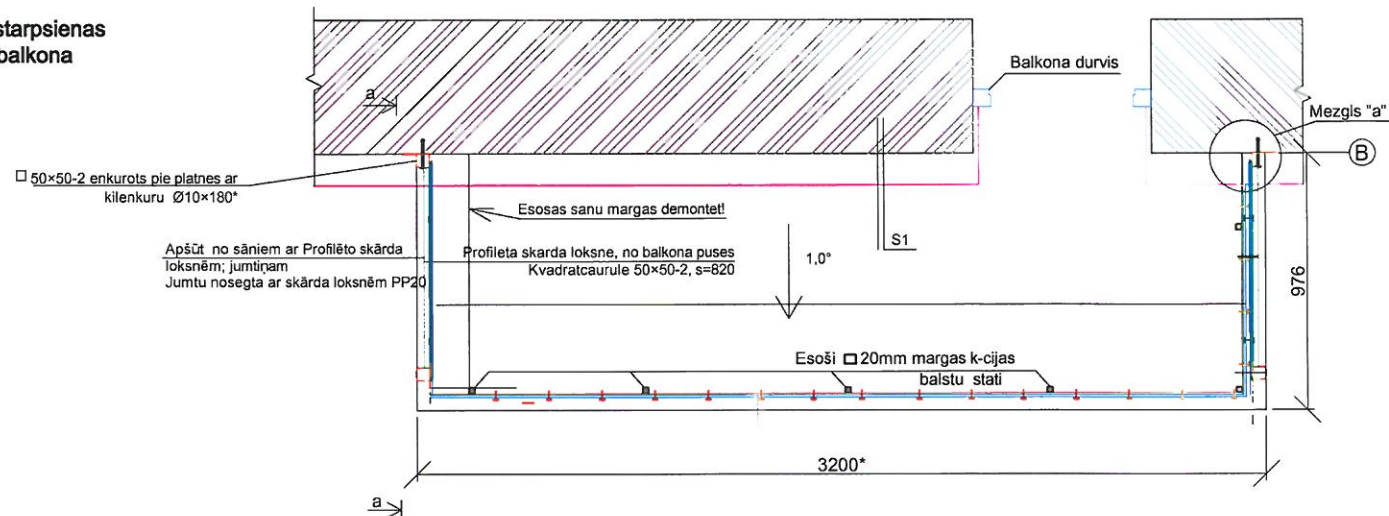 starpsienas
balkona
Balkona durvis
a
Mezgls "a"
B
50×50-2 enkurots pie platnes ar
kilenkuru Ø10×180*
Esosas sanu margas demontet!
S1
Apšūt no sāniem ar Profilēto skārda
loksnēm; jumtiņam
Jumtu nosegta ar skārda loksnēm PP20
Profileta skarda loksne, no balkona puses
Kvadratcaurule 50×50-2, s=820
1,0°
976
Esoši 20mm margas k-cijas
balstu stati
3200*
a